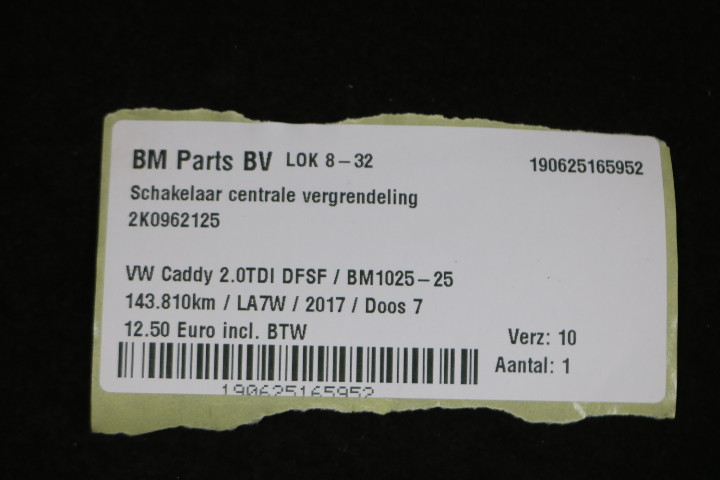 BM Parts BV LOK 8-32 190625165952
Schakelaar centrale vergrendeling
2K0962125
VW Caddy 2.0TDI DFSF / BM1025-25
143.810km / LA7W / 2017 / Doos 7
12.50 Euro incl. BTW
Verz: 10
Aantal: 1
190625165952